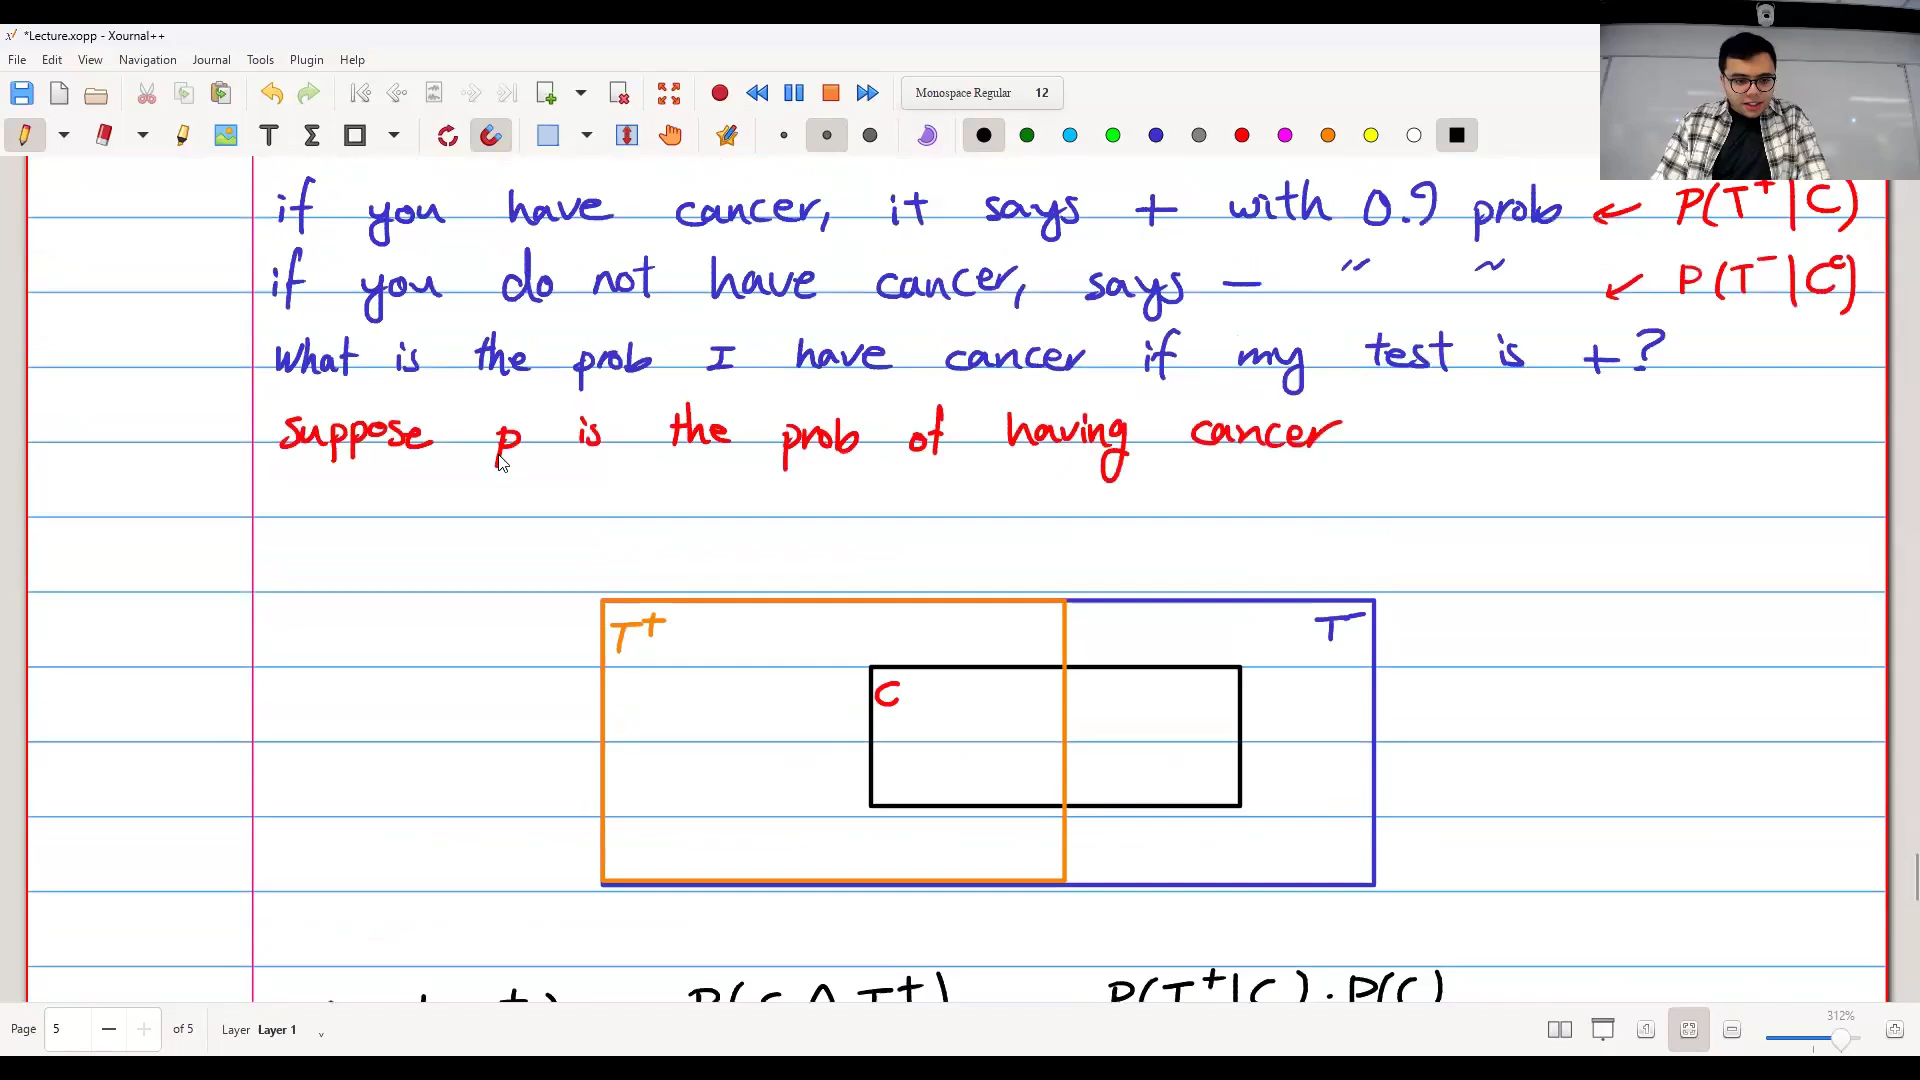 *Lecture.xopp - Xournal++
File Edit View Navigation Journal Tools Plugin Help
Monospace Regular 12
if you have cancer, it says + with 0.9 prob ← P(T⁺|C)
if you do not have cancer, says — " " ← P(T⁻|Cᶜ)
What is the prob I have cancer if my test is +?
suppose p is the prob of having cancer
T⁺ T⁻
C
P(C ∩ T⁺) P(T⁺|C) · P(C)
Page 5 of 5 Layer Layer 1 312%